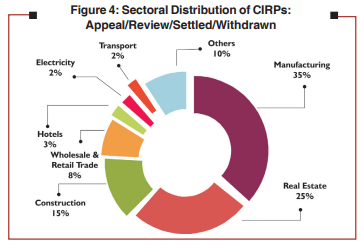 Figure 4: Sectoral Distribution of CIRPs:
Appeal/Review/Settled/Withdrawn
Transport
2%
Others
10%
Electricity
2%
Manufacturing
35%
Hotels
3%
Wholesale &
Retail Trade
8%
Construction
15%
Real Estate
25%